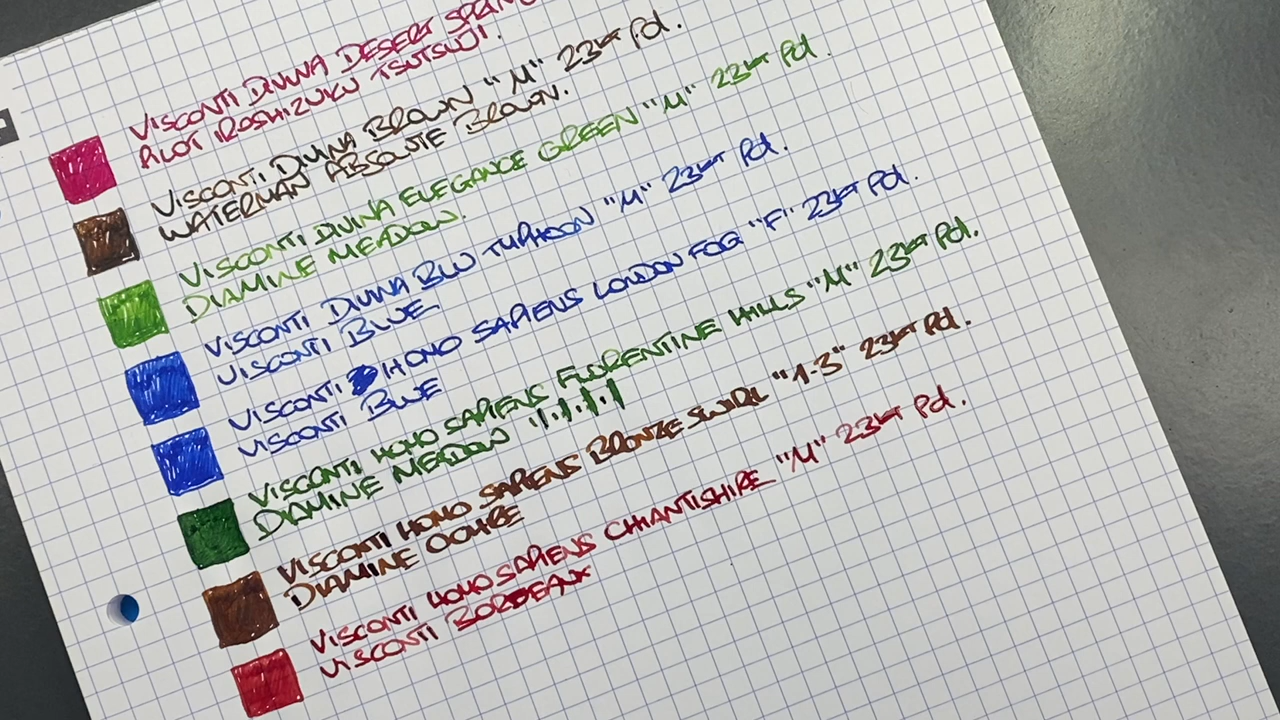 VISCONTI DIVINA DESERT SPRING
PILOT IROSHIZUKU TSUTSUJI.
VISCONTI DIVINA BROWN "M" 23kt Pd.
WATERMAN ABSOLUTE BROWN.
VISCONTI DIVINA ELEGANCE GREEN "M" 23kt Pd.
DIAMINE MEADOW.
VISCONTI DIVINA BLU TYPHOON "M" 23kt Pd.
VISCONTI BLUE.
VISCONTI HOMO SAPIENS LONDON FOG "F" 23kt Pd.
VISCONTI BLUE
VISCONTI HOMO SAPIENS FLORENTINE HILLS "M" 23kt Pd.
DIAMINE MEADOW !?!?!?!
VISCONTI HOMO SAPIENS BRONZE SWIRL "1.3" 23kt Pd.
DIAMINE OCHRE
VISCONTI HOMO SAPIENS CHIANTISHIRE "M" 23kt Pd.
VISCONTI BORDEAUX